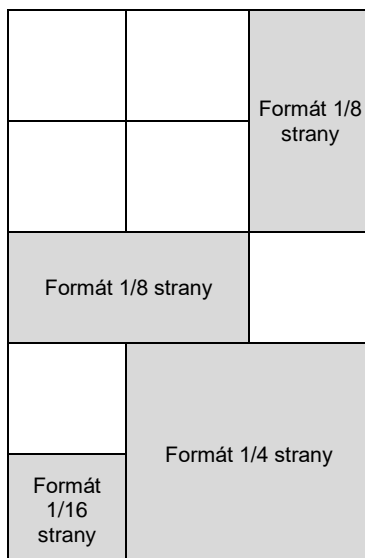 Formát 1/8
strany
Formát 1/8 strany
Formát 1/4 strany
Formát
1/16
strany